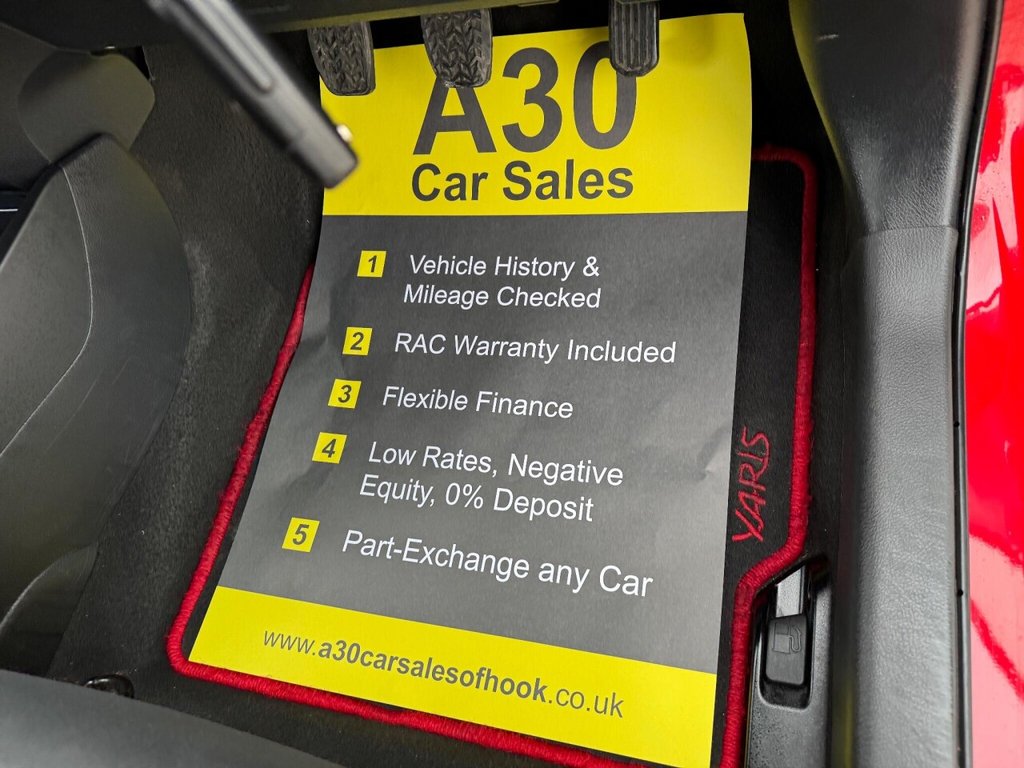 A30
Car Sales
1 Vehicle History &
Mileage Checked
2 RAC Warranty Included
3 Flexible Finance
4 Low Rates, Negative
Equity, 0% Deposit
5 Part-Exchange any Car
www.a30carsalesofhook.co.uk
YARIS